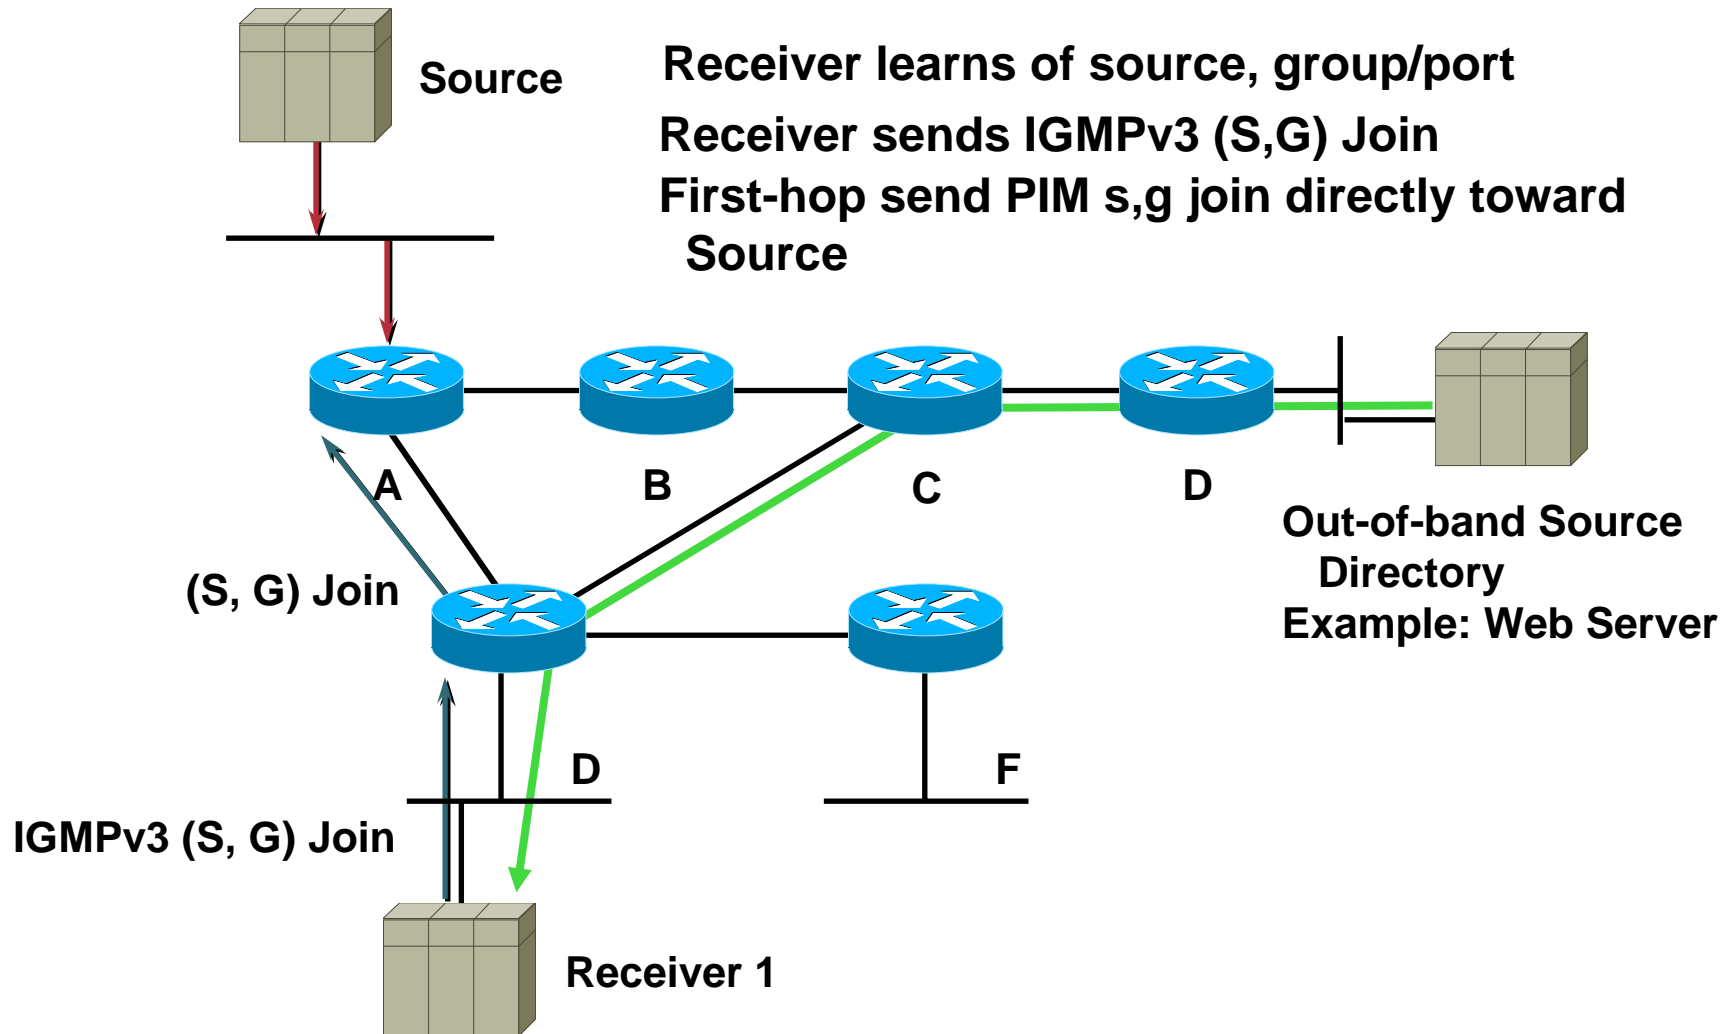 Source
Receiver learns of source, group/port
Receiver sends IGMPv3 (S,G) Join
First-hop send PIM s,g join directly toward
Source
A
B
C
D
Out-of-band Source
Directory
Example: Web Server
(S, G) Join
D
F
IGMPv3 (S, G) Join
Receiver 1